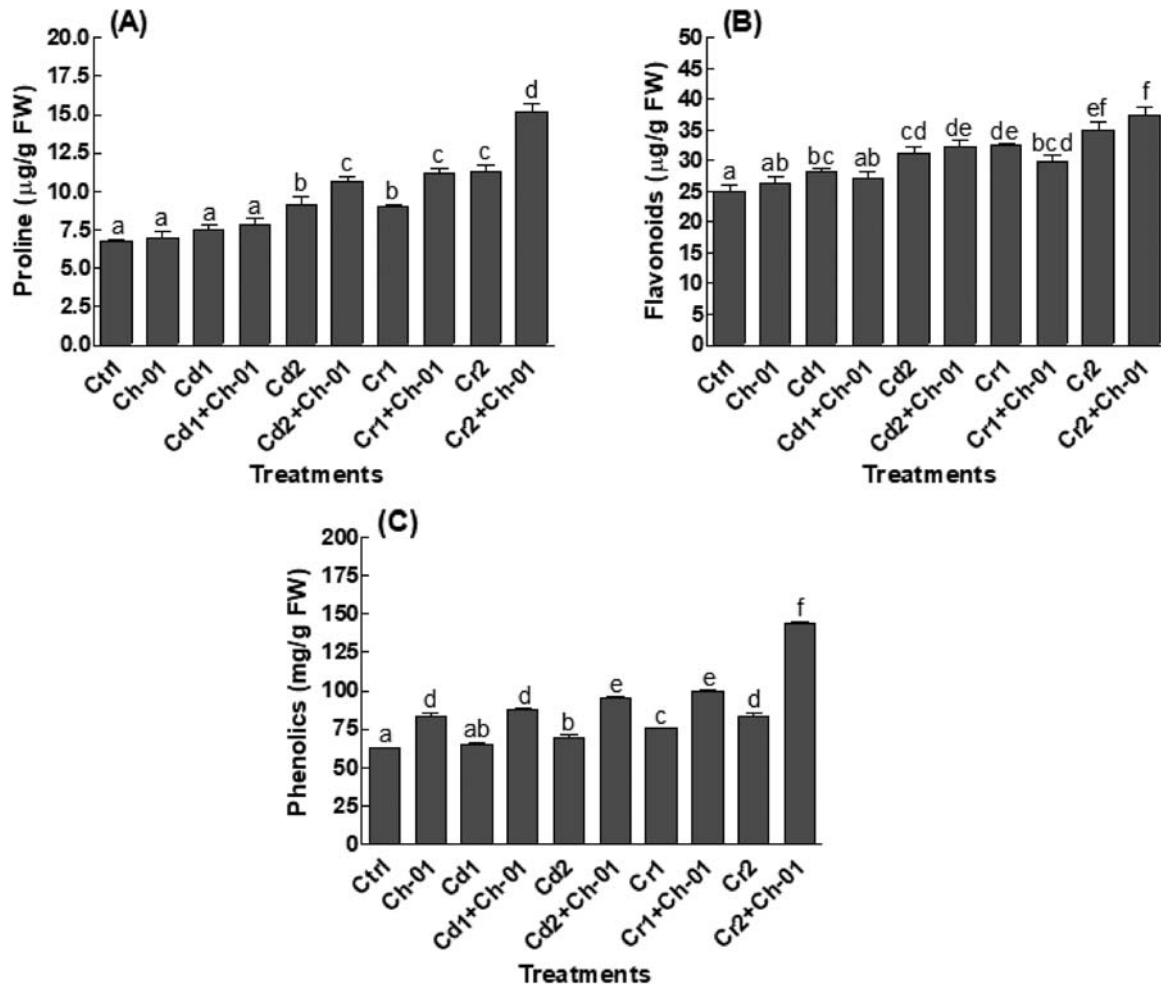 (A)
Proline (µg/g FW)
20.0
17.5
15.0
12.5
10.0
7.5
5.0
2.5
0.0
a
a
a
a
b
c
b
c
c
d
Ctrl
Ch-01
Cd1
Cd1+Ch-01
Cd2
Cd2+Ch-01
Cr1
Cr1+Ch-01
Cr2
Cr2+Ch-01
Treatments
(B)
Flavonoids (µg/g FW)
50
45
40
35
30
25
20
15
10
5
0
a
ab
bc
ab
cd
de
de
bcd
ef
f
Ctrl
Ch-01
Cd1
Cd1+Ch-01
Cd2
Cd2+Ch-01
Cr1
Cr1+Ch-01
Cr2
Cr2+Ch-01
Treatments
(C)
Phenolics (mg/g FW)
200
175
150
125
100
75
50
25
0
a
d
ab
d
b
e
c
e
d
f
Ctrl
Ch-01
Cd1
Cd1+Ch-01
Cd2
Cd2+Ch-01
Cr1
Cr1+Ch-01
Cr2
Cr2+Ch-01
Treatments